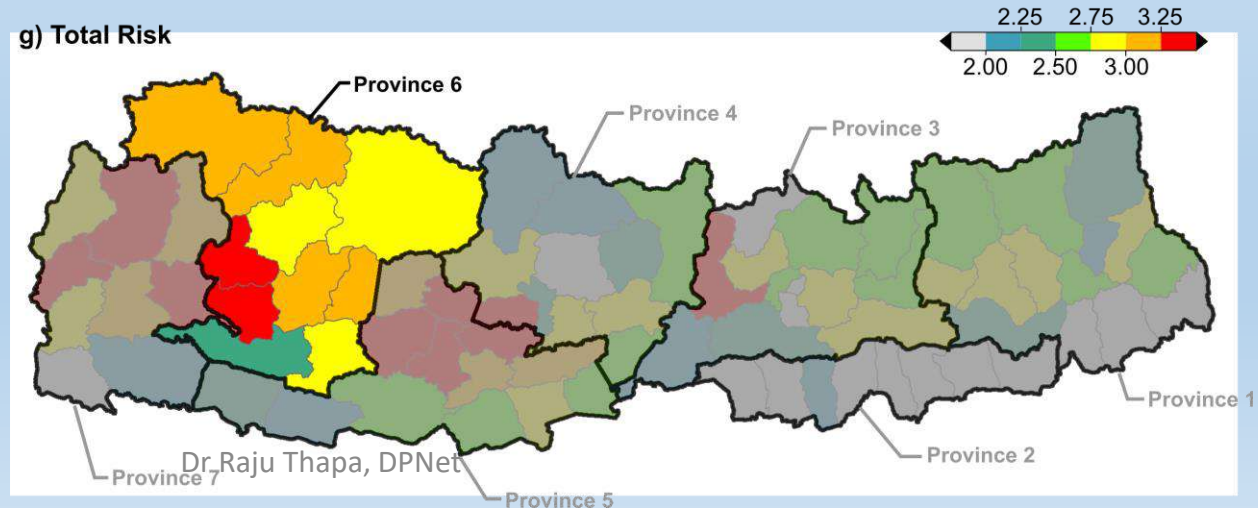 g) Total Risk
2.25 2.75 3.25
2.00 2.50 3.00
Province 6
Province 4
Province 3
Province 1
Province 2
Dr.Raju Thapa, DPNet
Province 7
Province 5